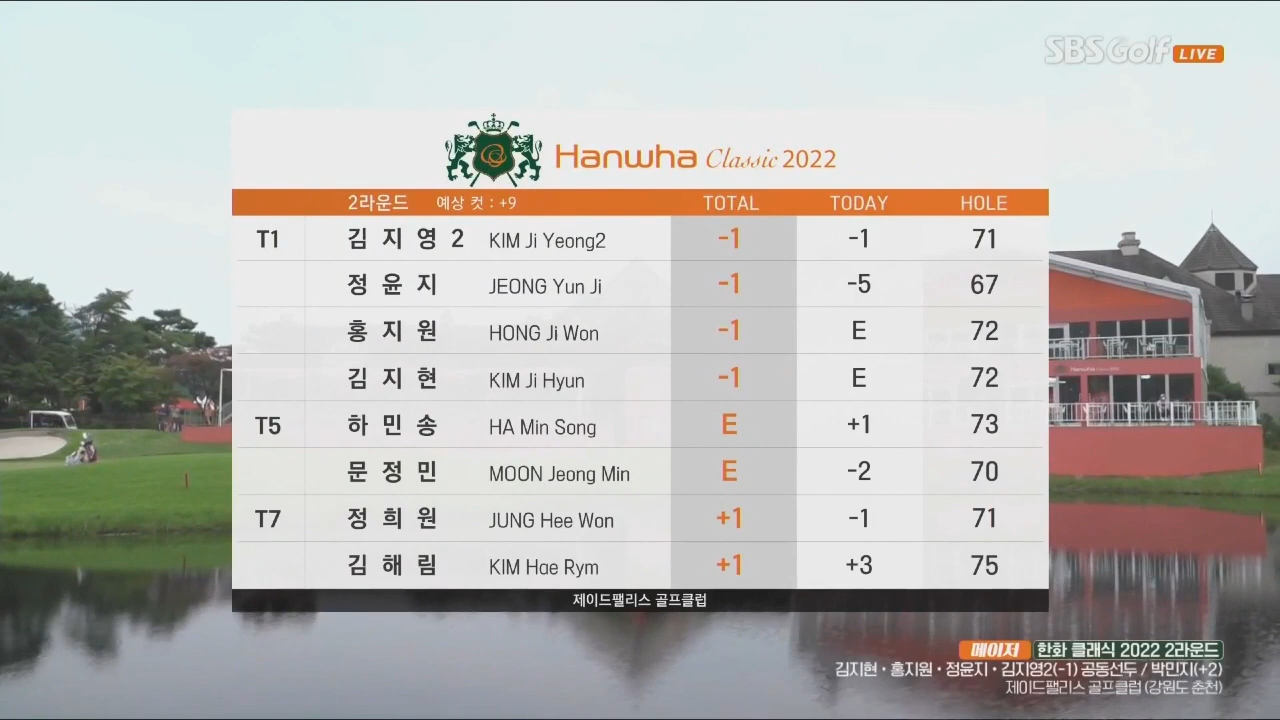 SBS Golf LIVE
Hanwha Classic 2022
2라운드 예상 컷 : +9 TOTAL TODAY HOLE
T1 김 지 영 2 KIM Ji Yeong2 -1 -1 71
정 윤 지 JEONG Yun Ji -1 -5 67
홍 지 원 HONG Ji Won -1 E 72
김 지 현 KIM Ji Hyun -1 E 72
T5 하 민 송 HA Min Song E +1 73
문 정 민 MOON Jeong Min E -2 70
T7 정 희 원 JUNG Hee Won +1 -1 71
김 해 림 KIM Hae Rym +1 +3 75
제이드팰리스 골프클럽
Hanwha
메이저 한화 클래식 2022 2라운드
김지현·홍지원·정윤지·김지영2(-1) 공동선두 / 박민지(+2)
제이드팰리스 골프클럽 (강원도 춘천)